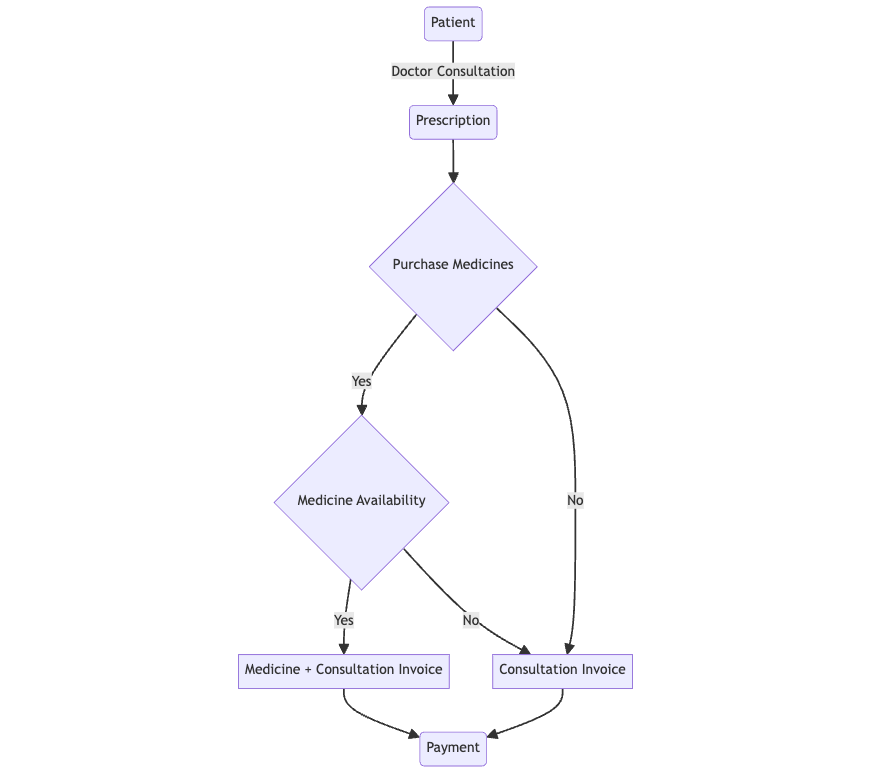 Patient
Doctor Consultation
Prescription
Purchase Medicines
Yes
Medicine Availability
No
Yes
No
Medicine + Consultation Invoice
Consultation Invoice
Payment